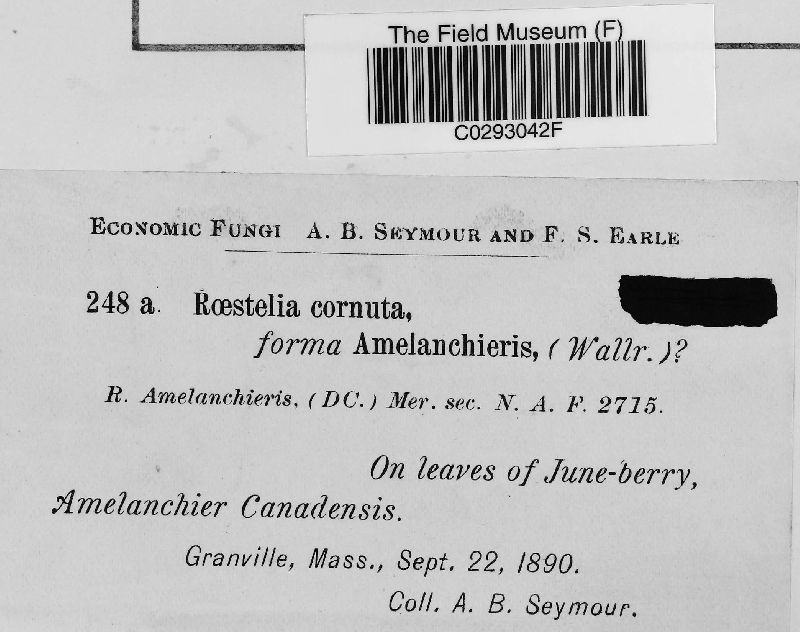 The Field Museum (F)
C0293042F
Economic Fungi A. B. Seymour and F. S. Earle
248 a. Rœstelia cornuta,
forma Amelanchieris, (Wallr.)?
R. Amelanchieris, (DC.) Mer. sec. N. A. F. 2715.
On leaves of June-berry,
Amelanchier Canadensis.
Granville, Mass., Sept. 22, 1890.
Coll. A. B. Seymour.